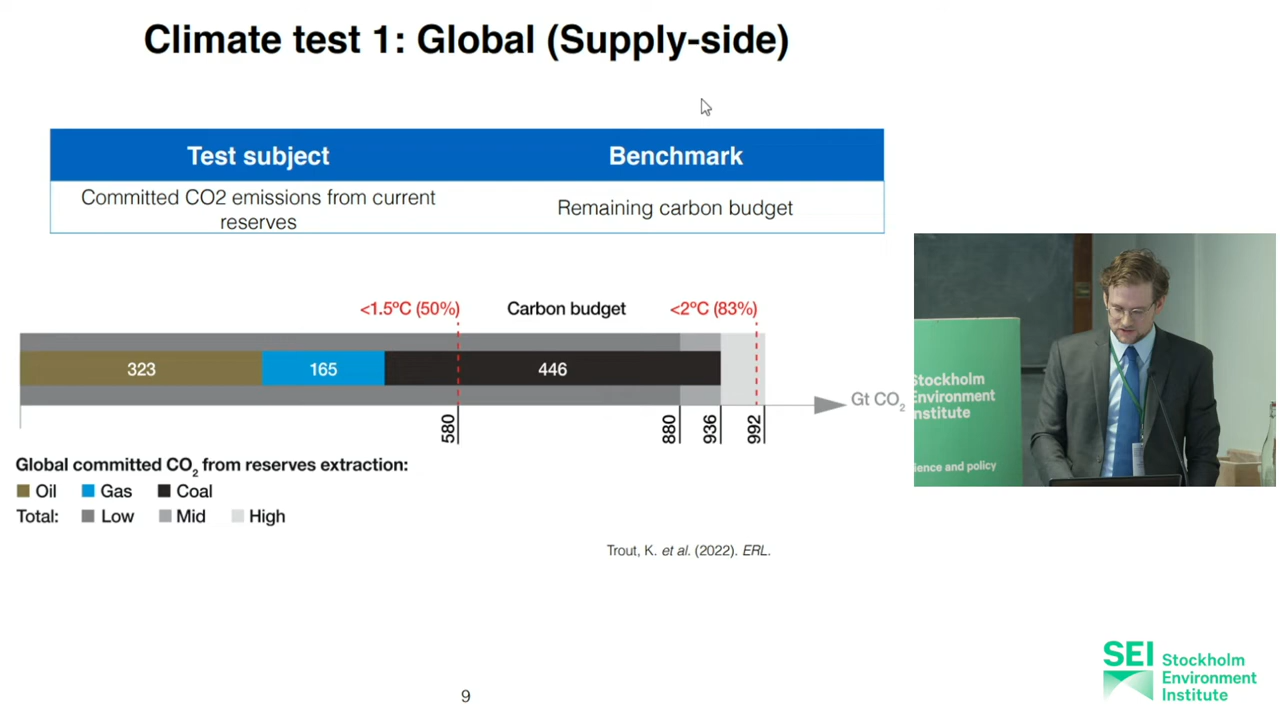 Climate test 1: Global (Supply-side)
Test subject
Benchmark
Committed CO2 emissions from current
reserves
Remaining carbon budget
<1.5ºC (50%)
Carbon budget
<2ºC (83%)
323
165
446
Gt CO2
580
880
936
992
Global committed CO2 from reserves extraction:
Oil
Gas
Coal
Total:
Low
Mid
High
Trout, K. et al. (2022). ERL.
Stockholm
Environment
Institute
ience and policy
9
SEI
Stockholm
Environment
Institute